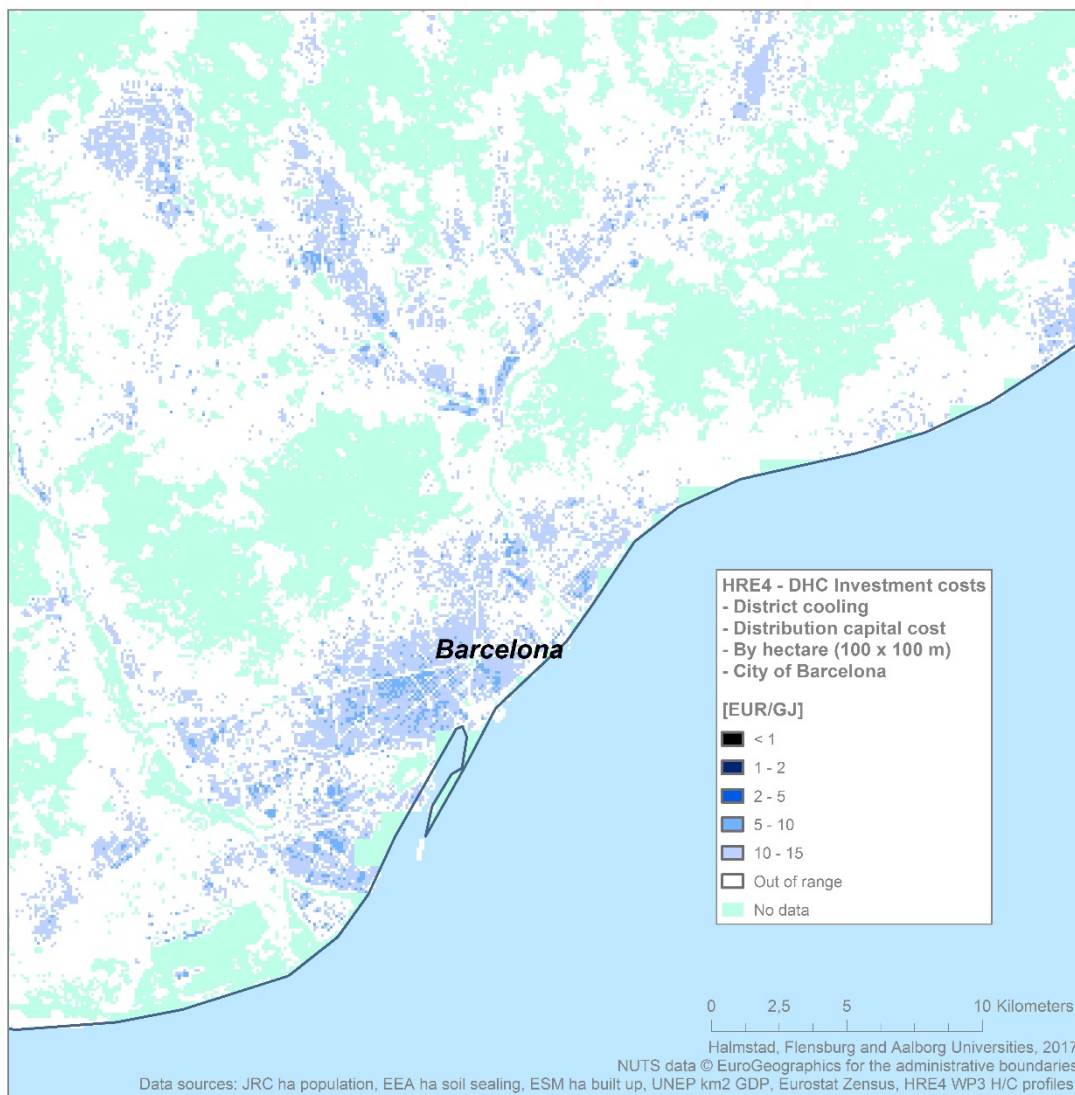 Barcelona
HRE4 - DHC Investment costs
- District cooling
- Distribution capital cost
- By hectare (100 x 100 m)
- City of Barcelona
[EUR/GJ]
< 1
1 - 2
2 - 5
5 - 10
10 - 15
Out of range
No data
0 2,5 5 10 Kilometers
Halmstad, Flensburg and Aalborg Universities, 2017
NUTS data © EuroGeographics for the administrative boundaries
Data sources: JRC ha population, EEA ha soil sealing, ESM ha built up, UNEP km2 GDP, Eurostat Zensus, HRE4 WP3 H/C profiles